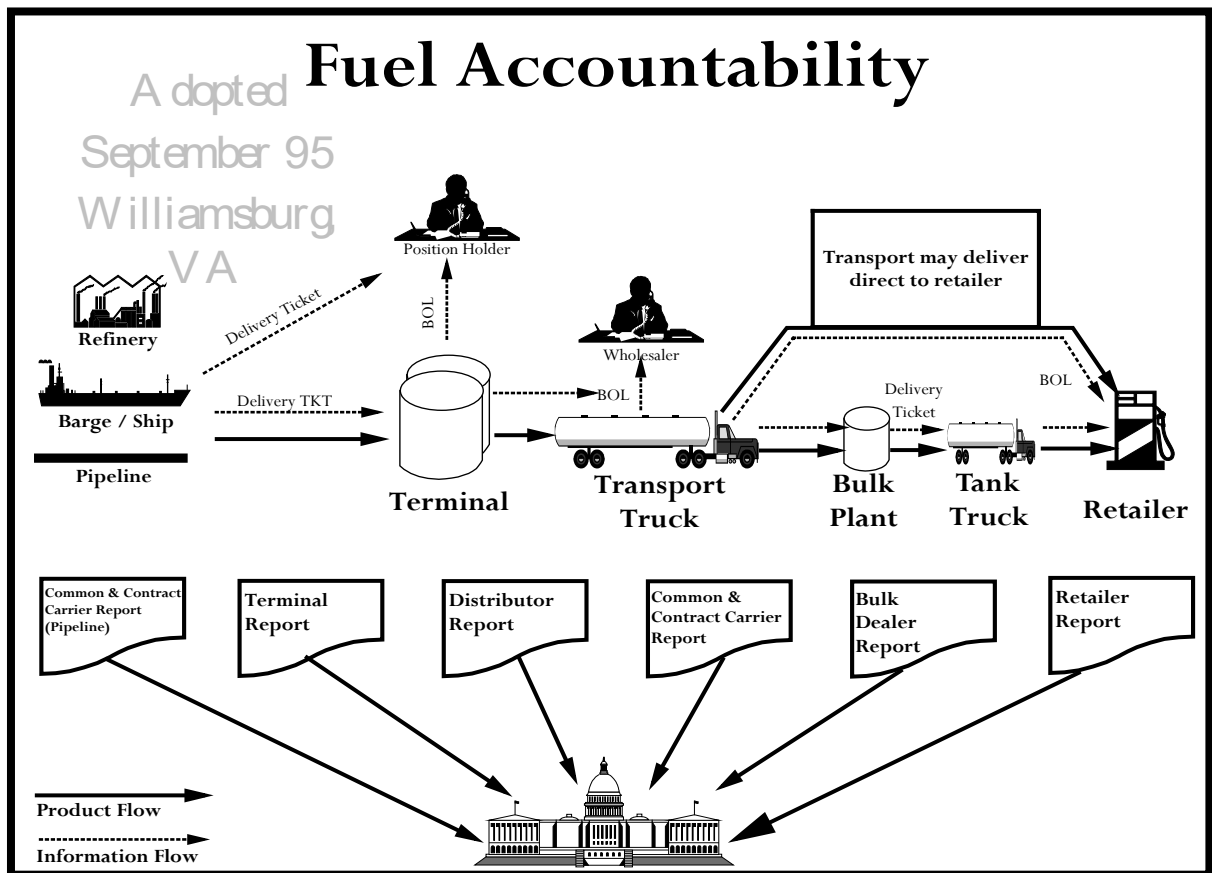 Fuel Accountability
Adopted
September 95
Williamsburg,
VA
Position Holder
Transport may deliver
direct to retailer
Refinery
Delivery Ticket
BOL
Wholesaler
Barge / Ship
Delivery TKT
BOL
Delivery
Ticket
BOL
Pipeline
Terminal
Transport
Truck
Bulk
Plant
Tank
Truck
Retailer
Common & Contract
Carrier Report
(Pipeline)
Terminal
Report
Distributor
Report
Common &
Contract Carrier
Report
Bulk
Dealer
Report
Retailer
Report
Product Flow
Information Flow